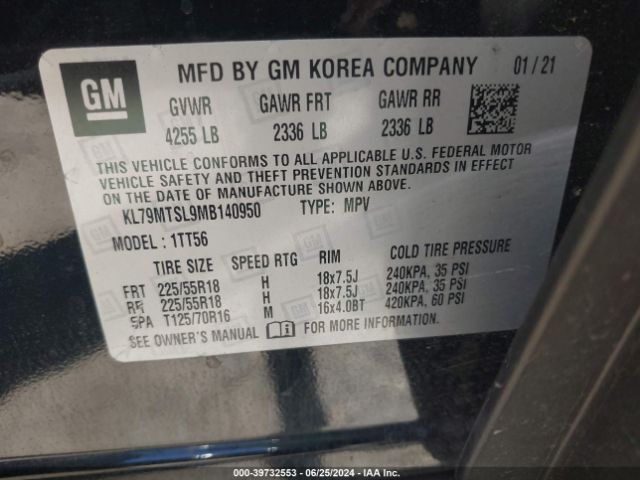 GM
MFD BY GM KOREA COMPANY 01/21
GVWR GAWR FRT GAWR RR
4255 LB 2336 LB 2336 LB
THIS VEHICLE CONFORMS TO ALL APPLICABLE U.S. FEDERAL MOTOR
VEHICLE SAFETY AND THEFT PREVENTION STANDARDS IN EFFECT
ON THE DATE OF MANUFACTURE SHOWN ABOVE.
KL79MTSL9MB140950 TYPE: MPV
MODEL : 1TT56
TIRE SIZE SPEED RTG RIM COLD TIRE PRESSURE
FRT 225/55R18 H 18x7.5J 240KPA, 35 PSI
RR 225/55R18 H 18x7.5J 240KPA, 35 PSI
SPA T125/70R16 M 16x4.0BT 420KPA, 60 PSI
SEE OWNER'S MANUAL FOR MORE INFORMATION
000-39732553 - 06/25/2024 - IAA Inc.